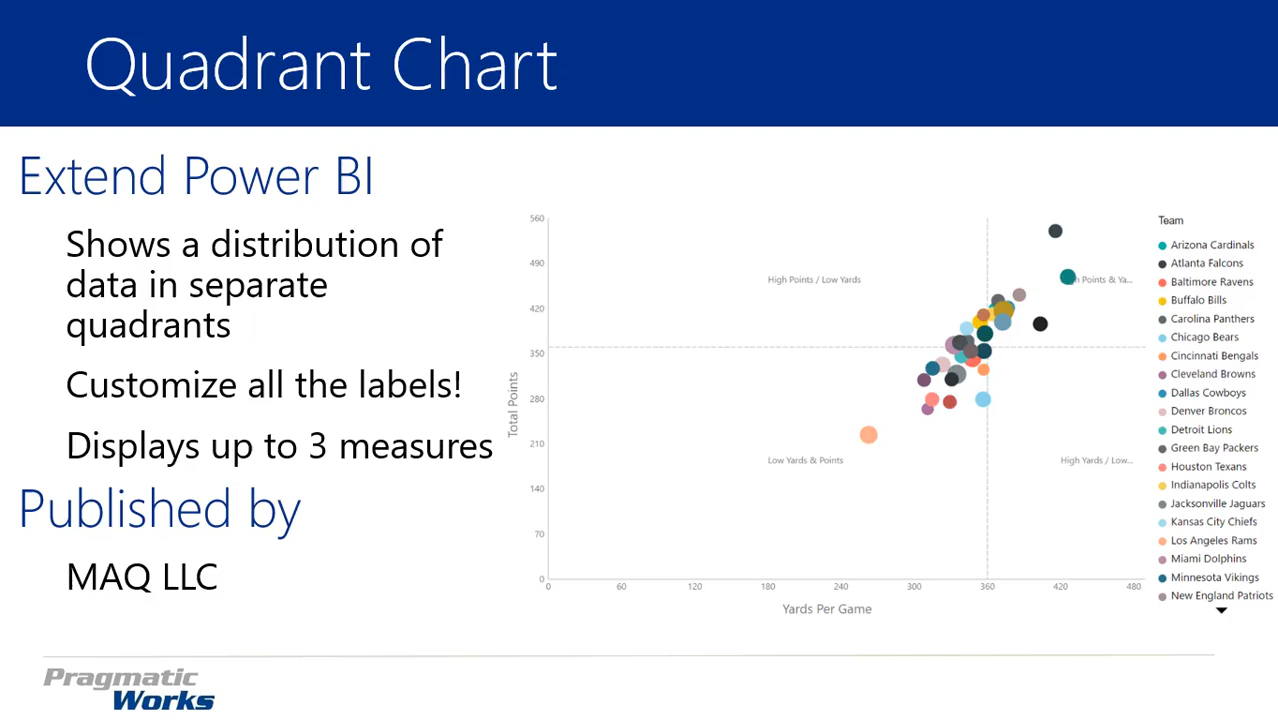 Quadrant Chart
Extend Power BI
Shows a distribution of
data in separate
quadrants
Customize all the labels!
Displays up to 3 measures
Published by
MAQ LLC
560
490
420
350
280
210
140
70
0
Total Points
High Points / Low Yards
h Points & Ya...
Low Yards & Points
High Yards / Low...
0
60
120
180
240
300
360
420
480
Yards Per Game
Team
Arizona Cardinals
Atlanta Falcons
Baltimore Ravens
Buffalo Bills
Carolina Panthers
Chicago Bears
Cincinnati Bengals
Cleveland Browns
Dallas Cowboys
Denver Broncos
Detroit Lions
Green Bay Packers
Houston Texans
Indianapolis Colts
Jacksonville Jaguars
Kansas City Chiefs
Los Angeles Rams
Miami Dolphins
Minnesota Vikings
New England Patriots
Pragmatic
Works